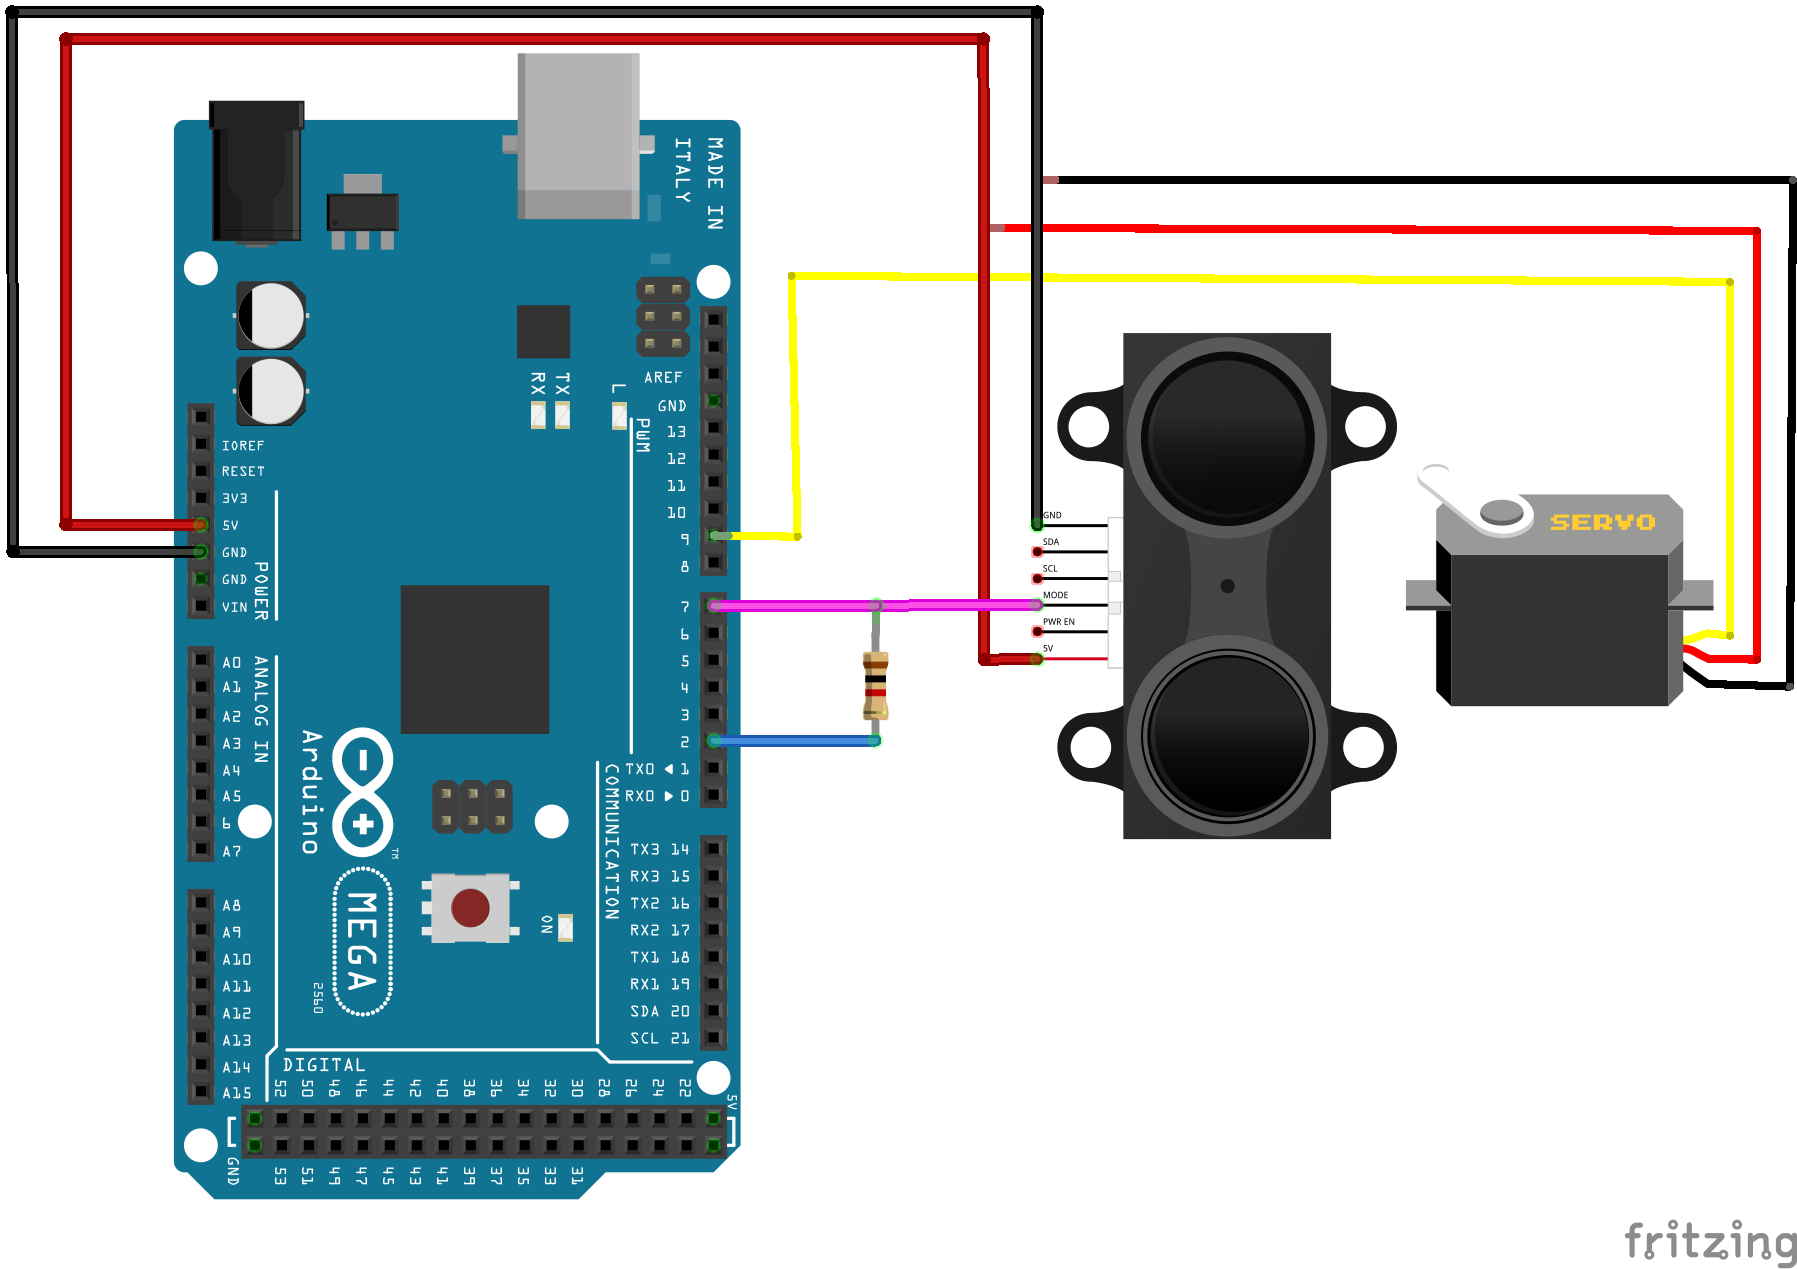 MADE IN
ITALY
RX
TX
L
AREF
GND
PWM
13
12
11
10
9
8
7
6
5
4
3
2
TX0 ◀ 1
RX0 ▶ 0
COMMUNICATION
TX3 14
RX3 15
TX2 16
RX2 17
TX1 18
RX1 19
SDA 20
SCL 21
IOREF
RESET
3V3
5V
GND
GND
VIN
POWER
A0
A1
A2
A3
A4
A5
6
A7
ANALOG IN
A8
A9
A10
A11
A12
A13
A14
A15
Arduino
TM
MEGA
2560
ON
DIGITAL
52 50 48 46 44 42 40 38 36 34 32 30 28 26 24 22
5V
GND
53 51 49 47 45 43 41 39 37 35 33 31
GND
SDA
SCL
MODE
PWR EN
5V
SERVO
fritzing